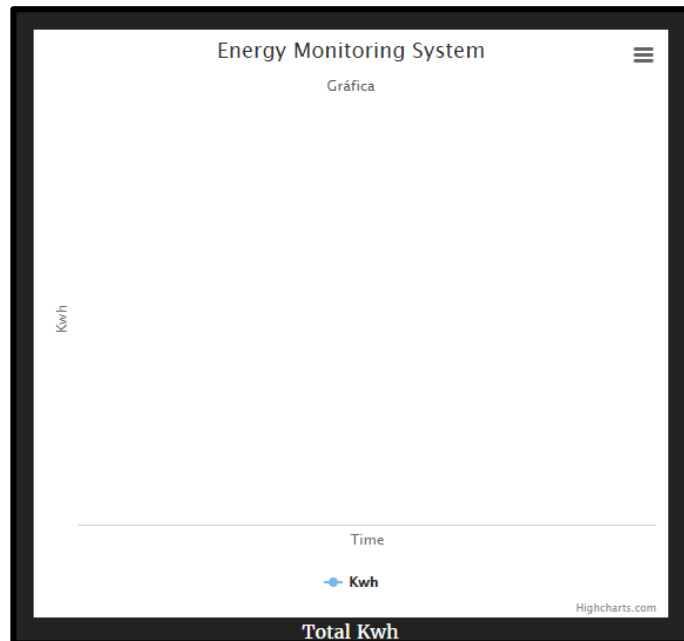 Energy Monitoring System
Gráfica
Kwh
Time
Kwh
Highcharts.com
Total Kwh